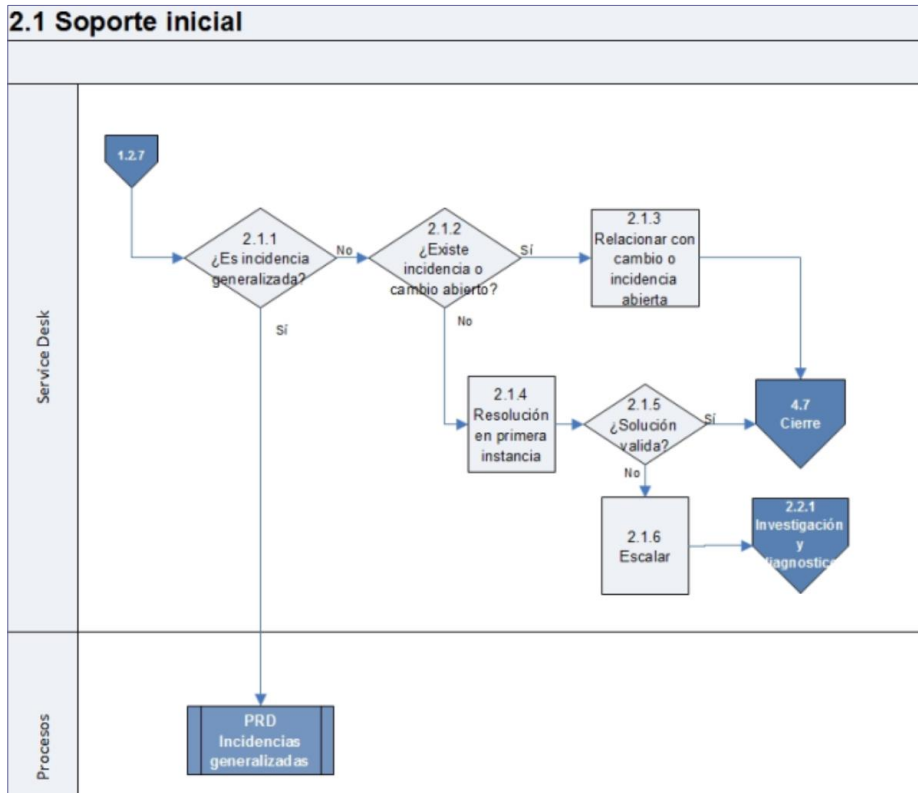 2.1 Soporte inicial
Service Desk
1.2.7
2.1.1
¿Es incidencia
generalizada?
No
Sí
2.1.2
¿Existe
incidencia o
cambio abierto?
Sí
No
2.1.3
Relacionar con
cambio o
incidencia
abierta
2.1.4
Resolución
en primera
instancia
2.1.5
¿Solución
valida?
Sí
No
4.7
Cierre
2.1.6
Escalar
2.2.1
Investigación
y
diagnostico
Procesos
PRD
Incidencias
generalizadas